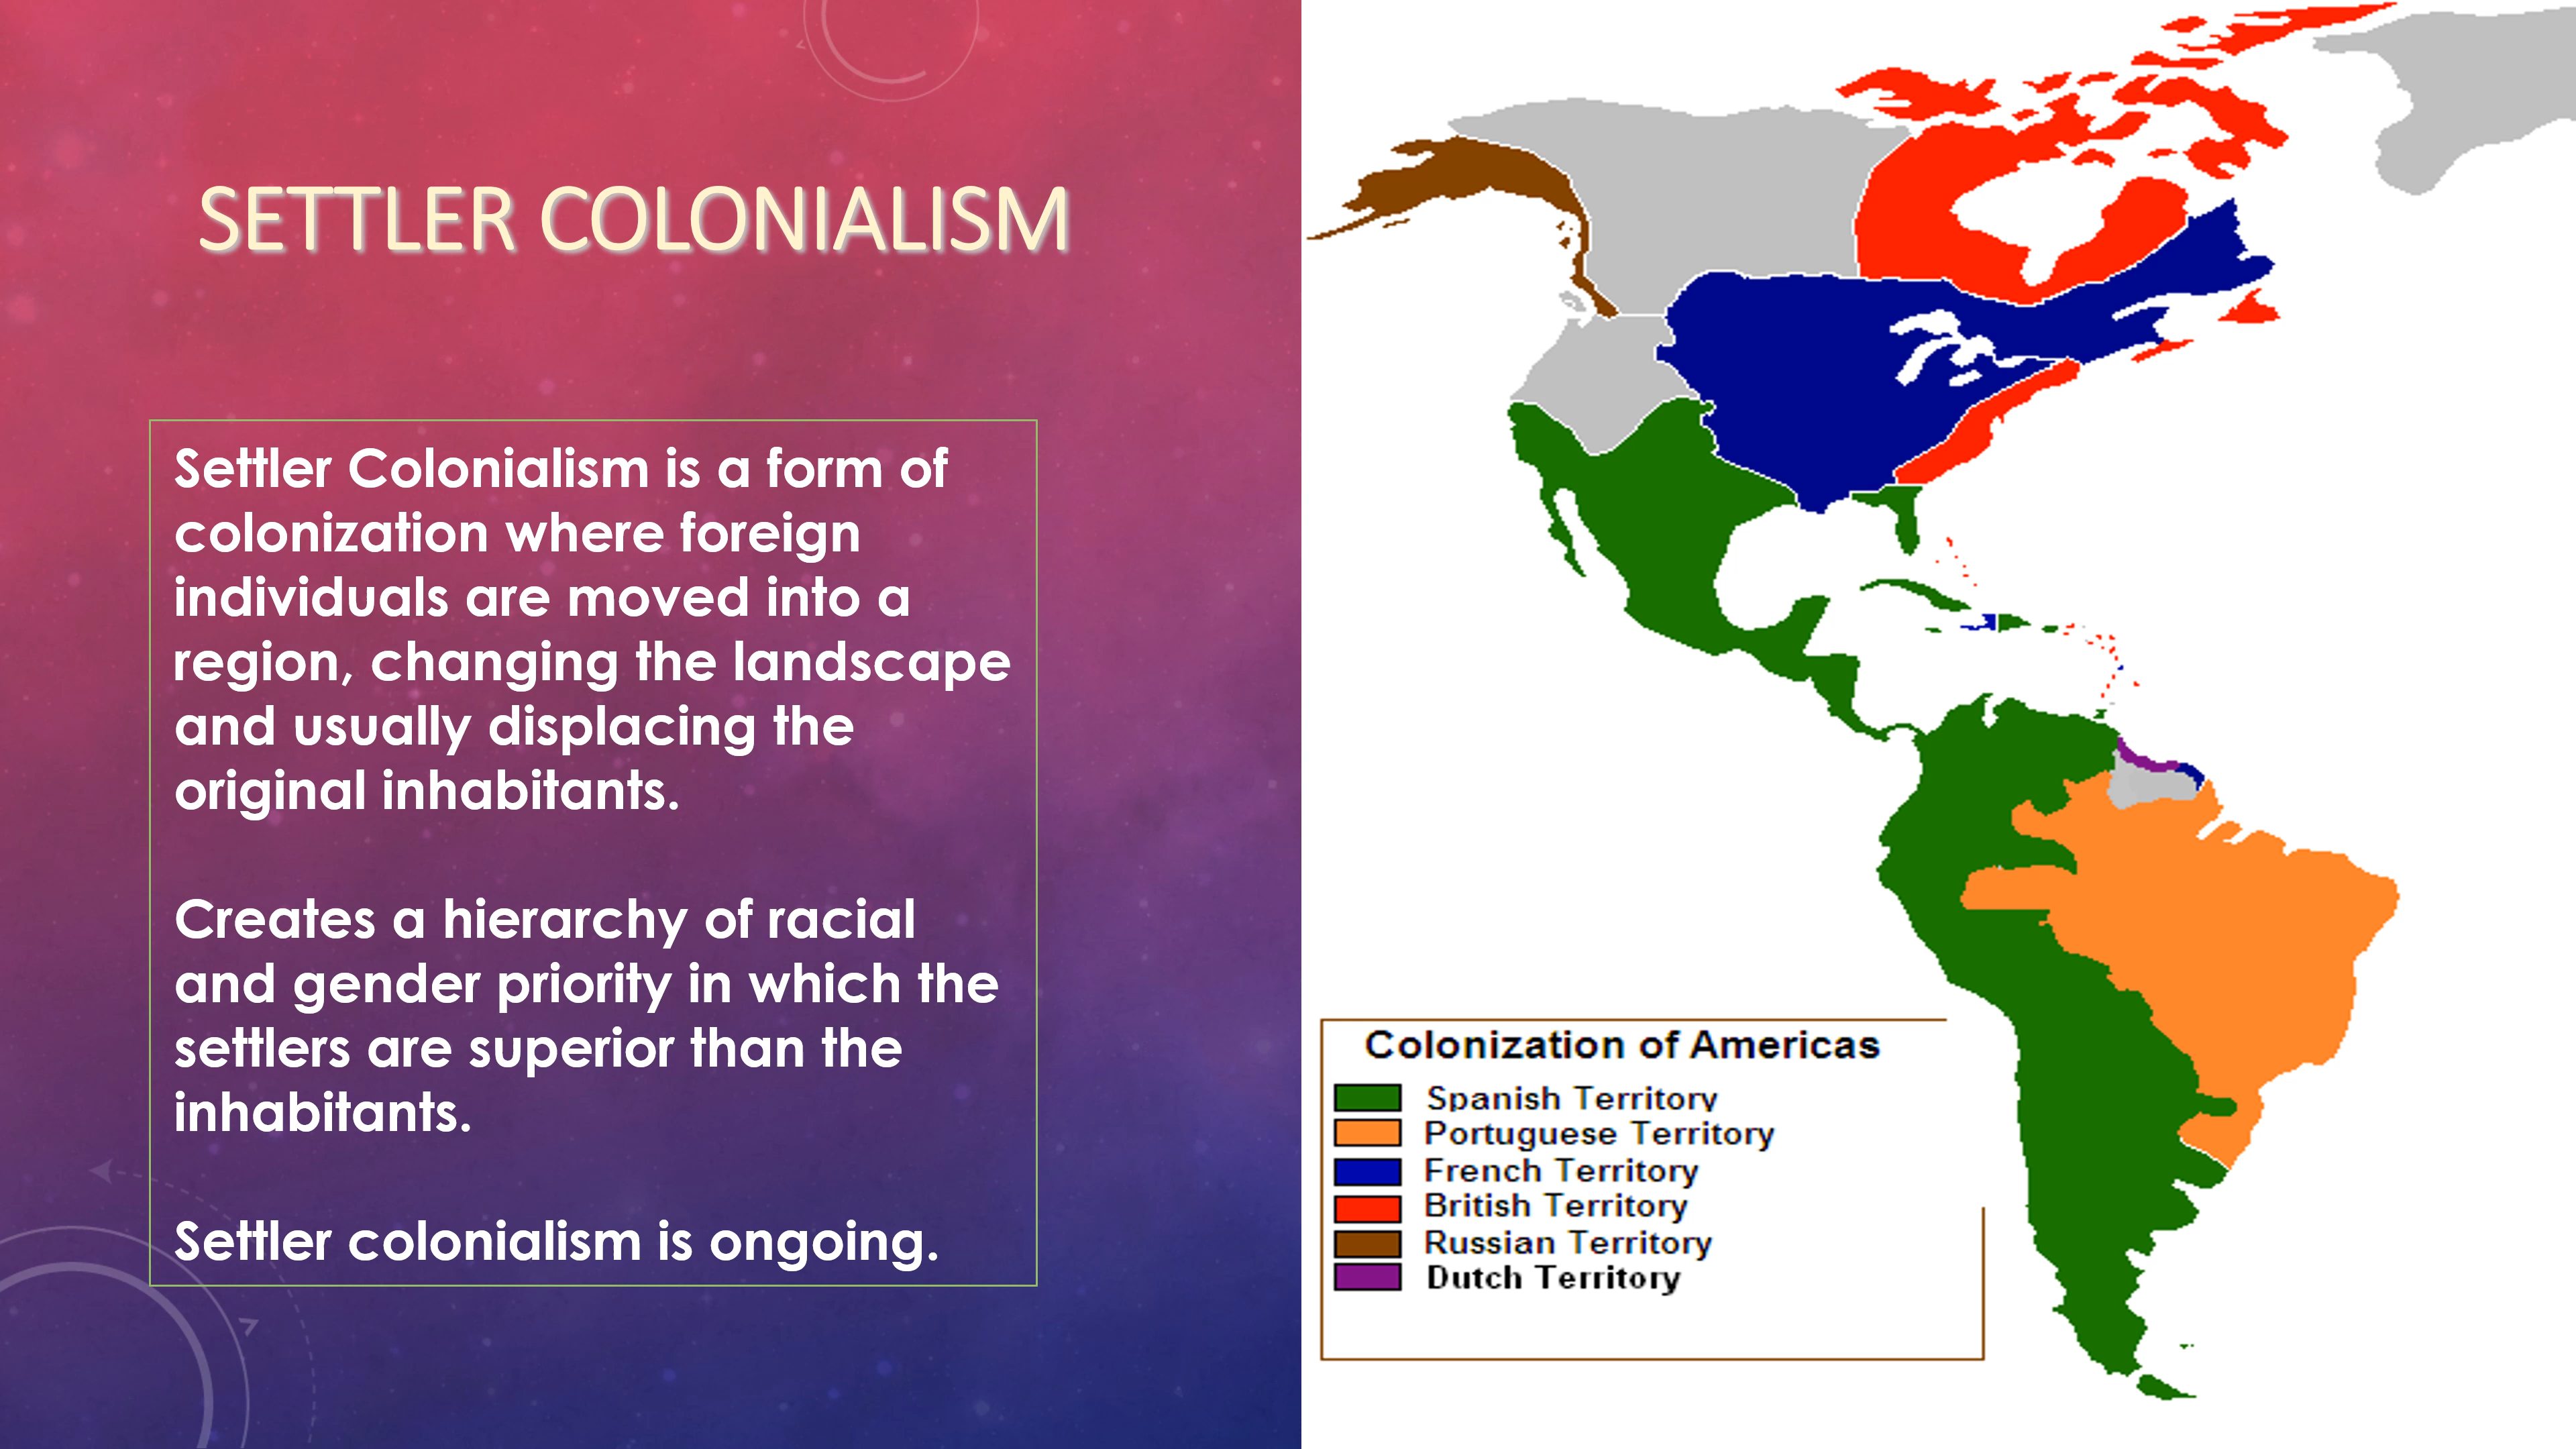 SETTLER COLONIALISM
Settler Colonialism is a form of
colonization where foreign
individuals are moved into a
region, changing the landscape
and usually displacing the
original inhabitants.
Creates a hierarchy of racial
and gender priority in which the
settlers are superior than the
inhabitants.
Settler colonialism is ongoing.
Colonization of Americas
Spanish Territory
Portuguese Territory
French Territory
British Territory
Russian Territory
Dutch Territory